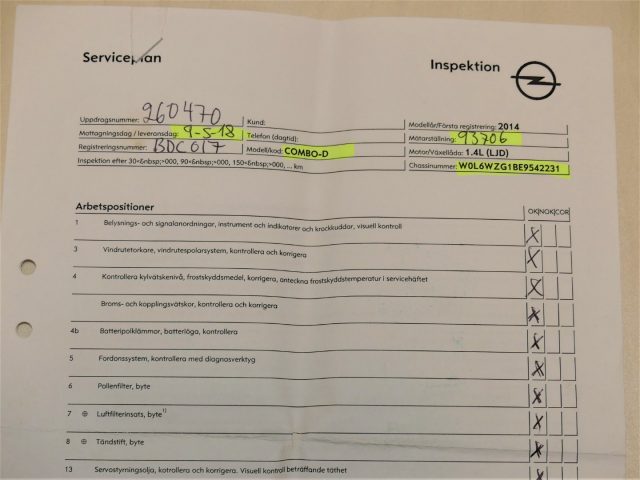 Serviceplan
Inspektion
Uppdragsnummer: 260470 Kund: Modellår/Första registrering: 2014
Mottagningsdag / leveransdag: 9-5-18 Telefon (dagtid): Mätarställning: 93706
Registreringsnummer: BDC617 Modell/kod: COMBO-D Motor/Växellåda: 1.4L (LJD)
Inspektion efter 30×&nbsp;>000, 90×&nbsp;>000, 150×&nbsp;>000, ... km Chassinummer: W0L6WZG1BE9542231
Arbetspositioner OK NOK COR
1 Belysnings- och signalanordningar, instrument och indikatorer och krockkuddar, visuell kontroll X
3 Vindrutetorkare, vindrutespolarsystem, kontrollera och korrigera X
4 Kontrollera kylvätskenivå, frostskyddsmedel, korrigera, anteckna frostskyddstemperatur i servicehäftet X
Broms- och kopplingsvätskor, kontrollera och korrigera X
4b Batteripolklämmor, batteriöga, kontrollera X
5 Fordonssystem, kontrollera med diagnosverktyg X
6 Pollenfilter, byte X
7 ⊕ Luftfilterinsats, byte¹⁾ X
8 ⊕ Tändstift, byte X
13 Servostyrningsolja, kotrollera och korrigera. Visuell kontroll beträffande täthet X